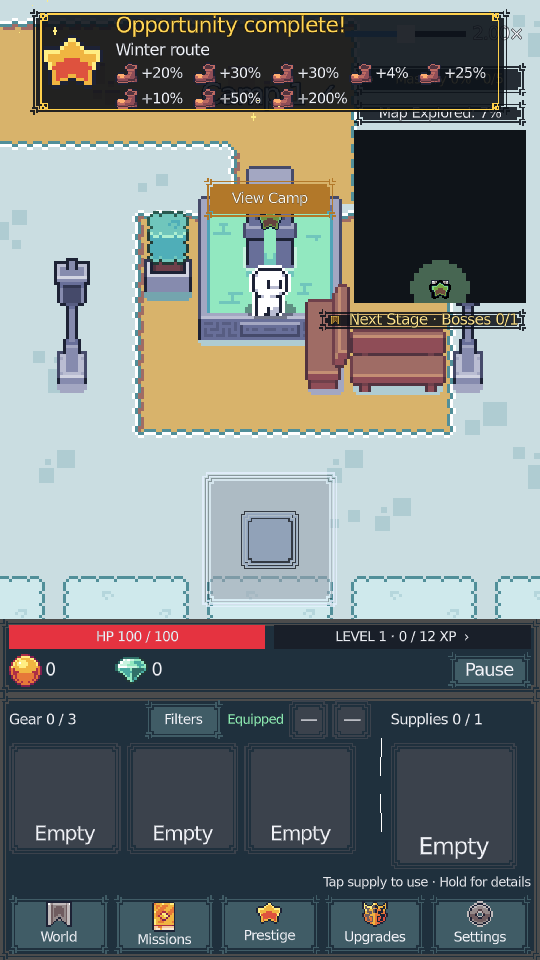 Opportunity complete!
Winter route
+20% +30% +30% +4% +25%
+10% +50% +200%
Map Explored: 7%
View Camp
Next Stage · Bosses 0/1
HP 100 / 100
LEVEL 1 · 0 / 12 XP ›
0 0
Pause
Gear 0 / 3
Filters
Equipped
— —
Supplies 0 / 1
Empty
Empty
Empty
Empty
Tap supply to use · Hold for details
World
Missions
Prestige
Upgrades
Settings